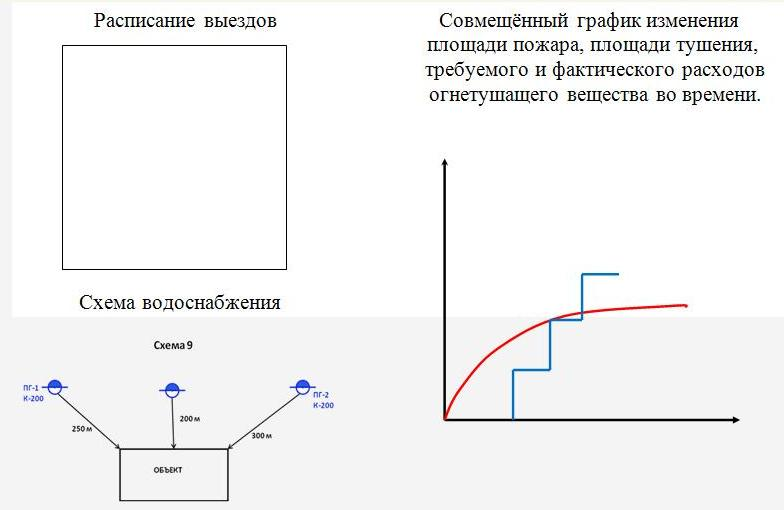 Расписание выездов
Схема водоснабжения
Схема 9
ПГ-1
К-200
ПГ-2
К-200
250 м
200 м
300 м
ОБЪЕКТ
Совмещённый график изменения
площади пожара, площади тушения,
требуемого и фактического расходов
огнетушащего вещества во времени.